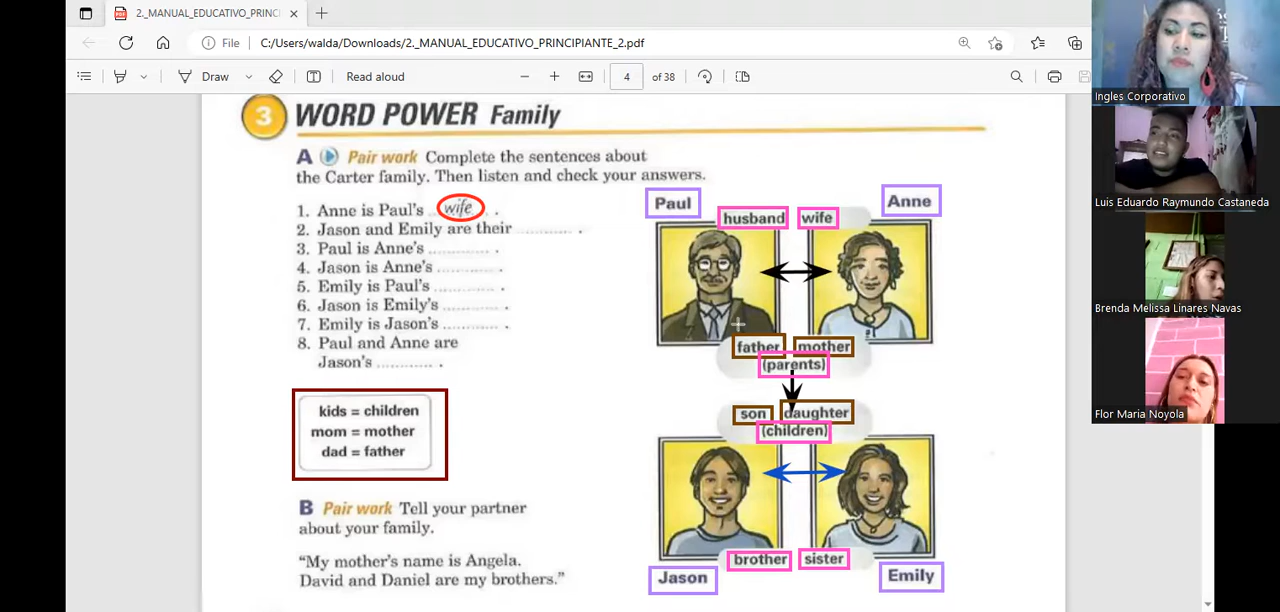 2._MANUAL_EDUCATIVO_PRINCI
File C:/Users/walda/Downloads/2._MANUAL_EDUCATIVO_PRINCIPIANTE_2.pdf
Draw Read aloud 4 of 38
3 WORD POWER Family
A Pair work Complete the sentences about
the Carter family. Then listen and check your answers.
1. Anne is Paul's wife .
2. Jason and Emily are their ............ .
3. Paul is Anne's ............ .
4. Jason is Anne's ............ .
5. Emily is Paul's ............ .
6. Jason is Emily's ............ .
7. Emily is Jason's ............ .
8. Paul and Anne are
Jason's ............ .
kids = children
mom = mother
dad = father
B Pair work Tell your partner
about your family.
"My mother's name is Angela.
David and Daniel are my brothers."
Paul Anne
husband wife
father mother
(parents)
son daughter
(children)
brother sister
Jason Emily
Ingles Corporativo
Luis Eduardo Raymundo Castaneda
Brenda Melissa Linares Navas
Flor Maria Noyola